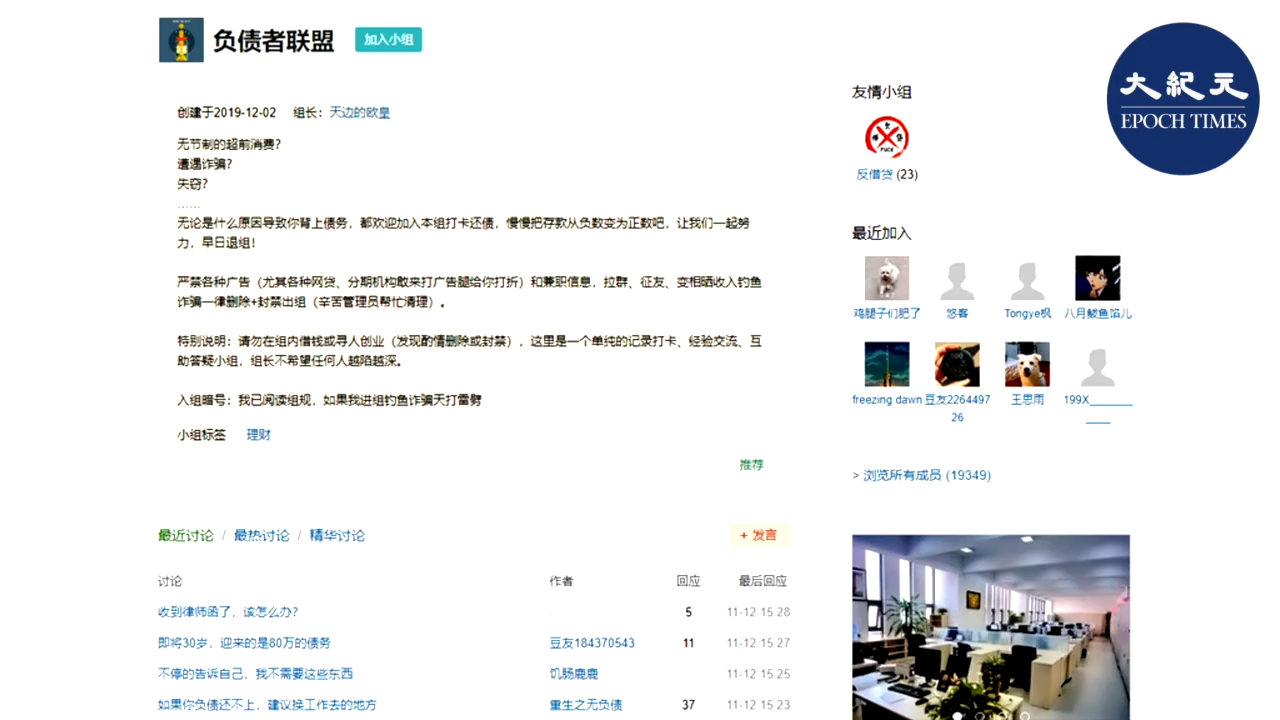 负债者联盟
加入小组
创建于2019-12-02 组长：天边的欧皇
无节制的超前消费？
遭遇诈骗？
失窃？
……
无论是什么原因导致你背上债务，都欢迎加入本组打卡还债，慢慢把存款从负数变为正数吧，让我们一起努
力，早日退组！
严禁各种广告（尤其各种网贷、分期机构敢来打广告腿给你打折）和兼职信息，拉群、征友、变相晒收入钓鱼
诈骗一律删除+封禁出组（辛苦管理员帮忙清理）。
特别说明：请勿在组内借钱或寻人创业（发现酌情删除或封禁），这里是一个单纯的记录打卡、经验交流、互
助答疑小组，组长不希望任何人越陷越深。
入组暗号：我已阅读组规，如果我进组钓鱼诈骗天打雷劈
小组标签 理财
推荐
最近讨论 / 最热讨论 / 精华讨论
+ 发言
讨论 作者 回应 最后回应
收到律师函了，该怎么办？ 5 11-12 15 28
即将30岁，迎来的是80万的债务 豆友184370543 11 11-12 15 27
不停的告诉自己，我不需要这些东西 饥肠鹿鹿 11-12 15 25
如果你负债还不上，建议换工作去的地方 重生之无负债 37 11-12 15 23
友情小组
反借贷 (23)
最近加入
鸡腿子们肥了 悠客 Tongye枫 八月鲅鱼馅儿
freezing dawn 豆友2264497 王思雨 199X________
26 ____
> 浏览所有成员 (19349)
大紀元
EPOCH TIMES